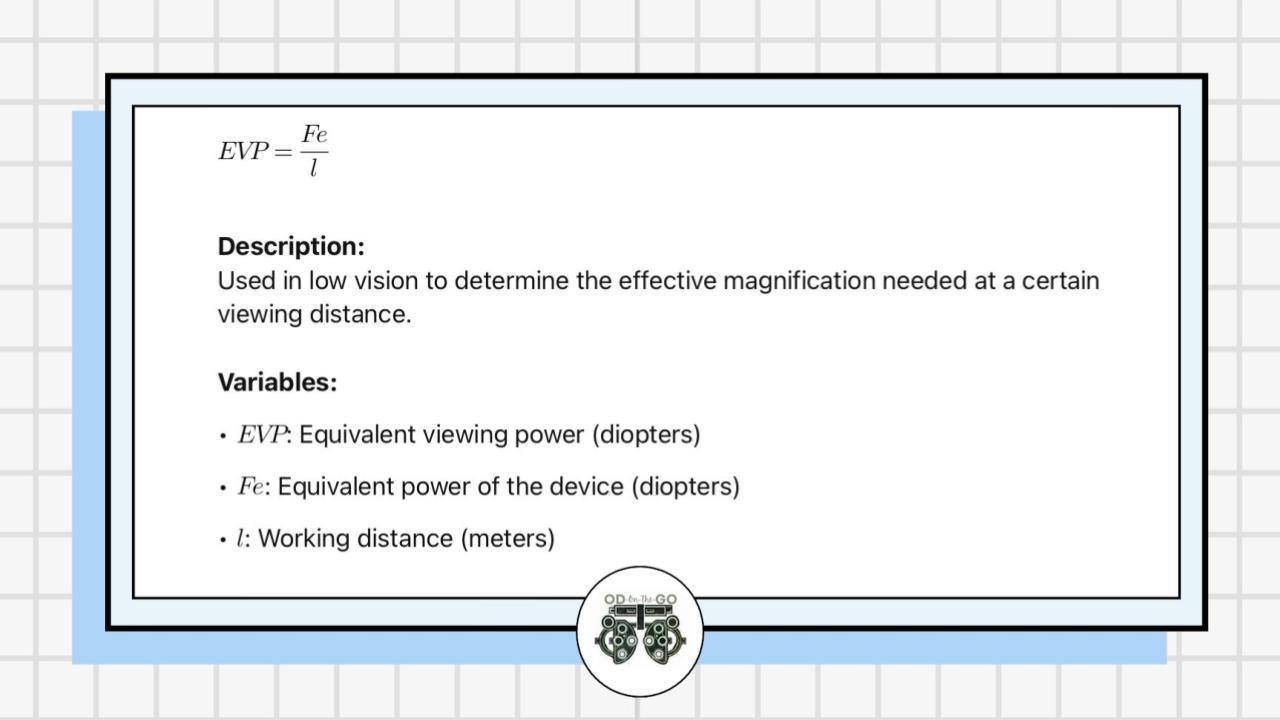 EVP = Fe / l
Description:
Used in low vision to determine the effective magnification needed at a certain
viewing distance.
Variables:
• EVP: Equivalent viewing power (diopters)
• Fe: Equivalent power of the device (diopters)
• l: Working distance (meters)
OD-On-The-GO